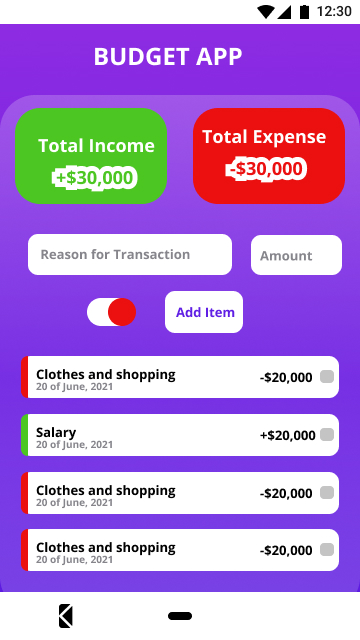 12:30
BUDGET APP
Total Income
+$30,000
Total Expense
-$30,000
Reason for Transaction
Amount
Add Item
Clothes and shopping
20 of June, 2021
-$20,000
Salary
20 of June, 2021
+$20,000
Clothes and shopping
20 of June, 2021
-$20,000
Clothes and shopping
20 of June, 2021
-$20,000